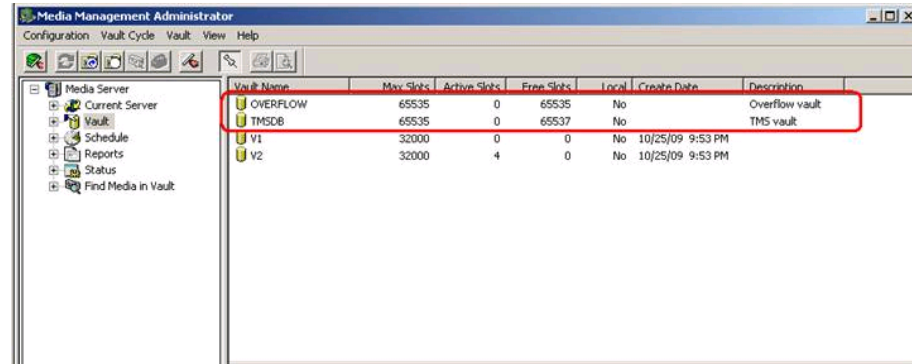 Media Management Administrator
Configuration Vault Cycle Vault View Help
Media Server
Current Server
Vault
Schedule
Reports
Status
Find Media in Vault
Vault Name Max Slots Active Slots Free Slots Local Create Date Description
OVERFLOW 65535 0 65535 No Overflow vault
TMSDB 65535 0 65537 No TMS vault
V1 32000 0 0 No 10/25/09 9:53 PM
V2 32000 4 0 No 10/25/09 9:53 PM